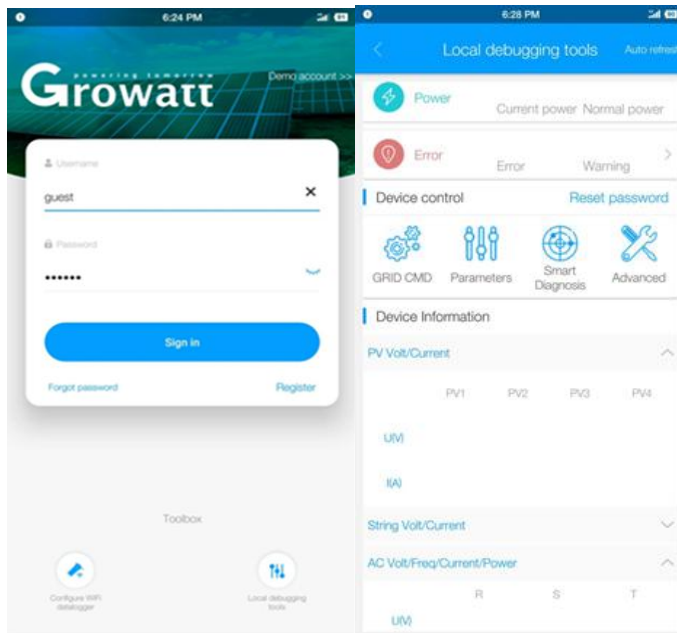 6:24 PM
powering tomorrow
Growatt
Demo account >>
Username
guest
Password
••••••
Sign in
Forgot password
Register
Toolbox
Configure WiFi
datalogger
Local debugging
tools
6:28 PM
Local debugging tools
Auto refresh
Power
Current power
Normal power
Error
Error
Warning
Device control
Reset password
GRID CMD
Parameters
Smart
Diagnosis
Advanced
Device Information
PV Volt/Current
PV1 PV2 PV3 PV4
U(V)
I(A)
String Volt/Current
AC Volt/Freq/Current/Power
R S T
U(V)